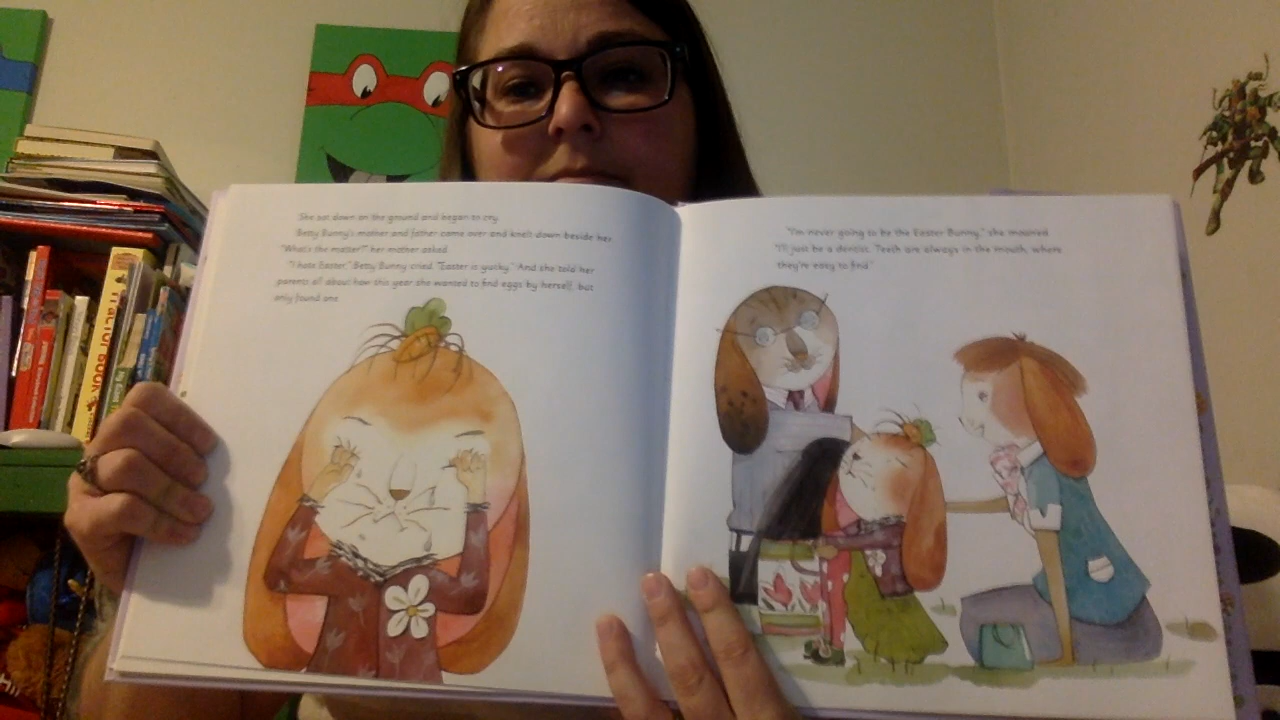 She sat down on the ground and began to cry.
Betty Bunny's mother and father came over and knelt down beside her.
"What's the matter?" her mother asked.
"I hate Easter," Betty Bunny cried. "Easter is yucky." And she told her
parents all about how this year she wanted to find eggs by herself, but
only found one.
"I'm never going to be the Easter Bunny," she moaned.
"I'll just be a dentist. Teeth are always in the mouth, where
they're easy to find."
TRACTOR BOOK